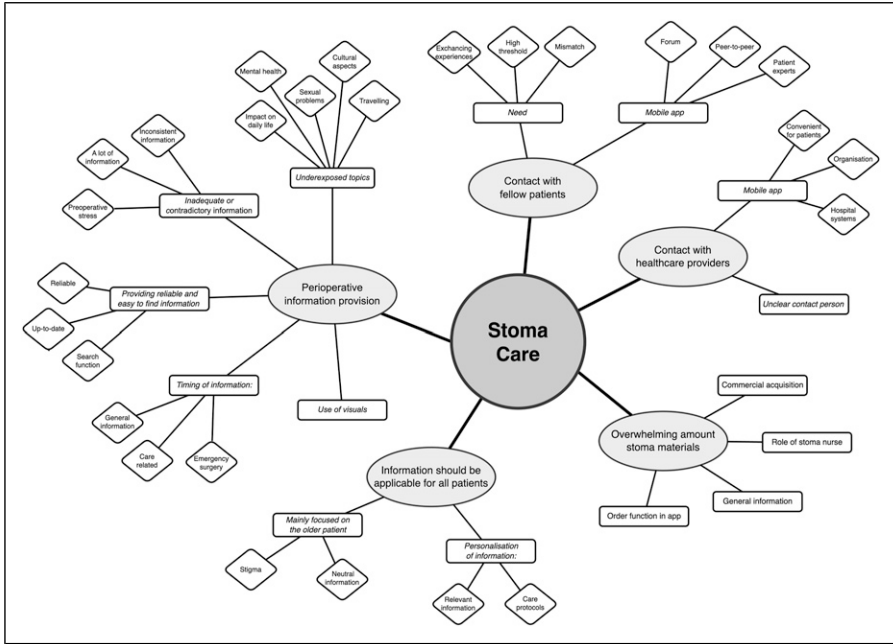 Stoma
Care
Contact with
fellow patients
Need
Exchancing
experiences
High
threshold
Mismatch
Mobile app
Forum
Peer-to-peer
Patient
experts
Contact with
healthcare providers
Mobile app
Convenient
for patients
Organisation
Hospital
systems
Unclear contact person
Overwhelming amount
stoma materials
Commercial acquisition
Role of stoma nurse
General information
Order function in app
Information should be
applicable for all patients
Mainly focused on
the older patient
Stigma
Neutral
information
Personalisation
of information:
Relevant
information
Care
protocols
Perioperative
information provision
Underexposed topics
Impact on
daily life
Mental health
Sexual
problems
Cultural
aspects
Travelling
Inadequate or
contradictory information
Inconsistent
information
A lot of
information
Preoperative
stress
Providing reliable and
easy to find information
Reliable
Up-to-date
Search
function
Timing of information:
General
information
Care
related
Emergency
surgery
Use of visuals